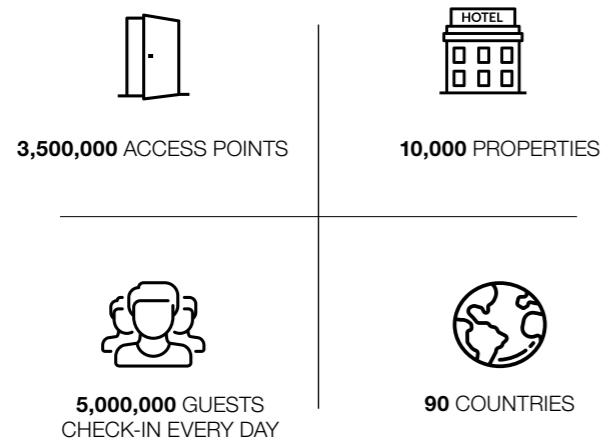 HOTEL
3,500,000 ACCESS POINTS
10,000 PROPERTIES
5,000,000 GUESTS
CHECK-IN EVERY DAY
90 COUNTRIES